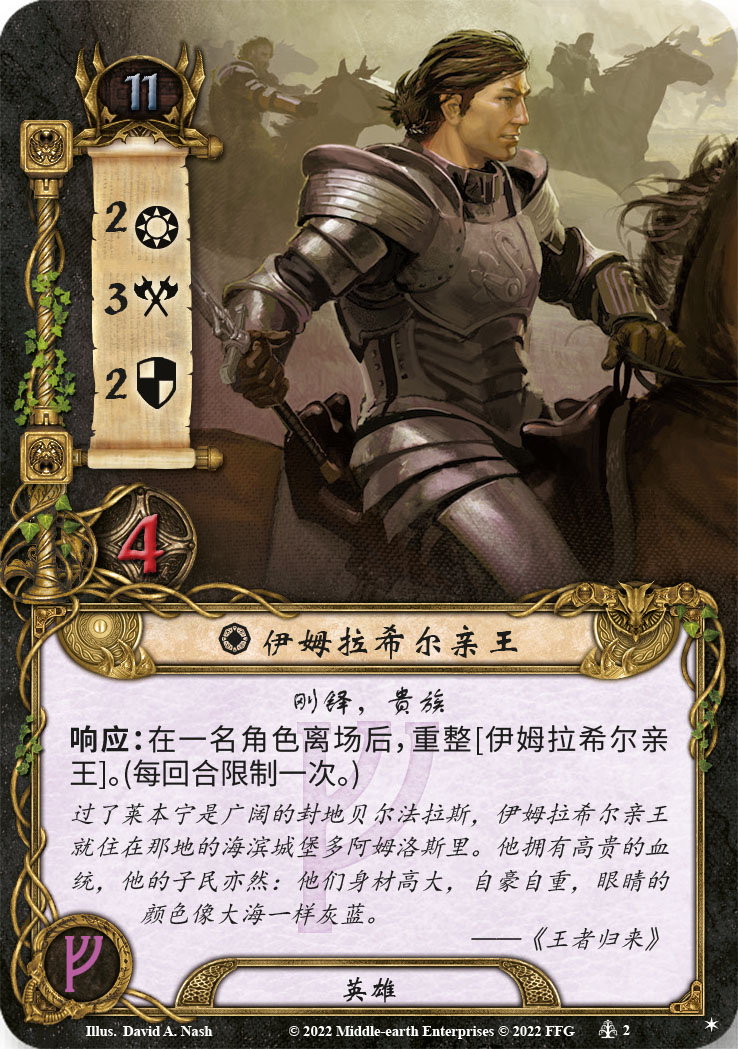 11
2
3
2
4
伊姆拉希尔亲王
刚铎，贵族
响应：在一名角色离场后，重整[伊姆拉希尔亲
王]。(每回合限制一次。)
过了莱本宁是广阔的封地贝尔法拉斯，伊姆拉希尔亲王
就住在那地的海滨城堡多阿姆洛斯里。他拥有高贵的血
统，他的子民亦然：他们身材高大，自豪自重，眼睛的
颜色像大海一样灰蓝。
——《王者归来》
英雄
Illus. David A. Nash © 2022 Middle-earth Enterprises © 2022 FFG 2